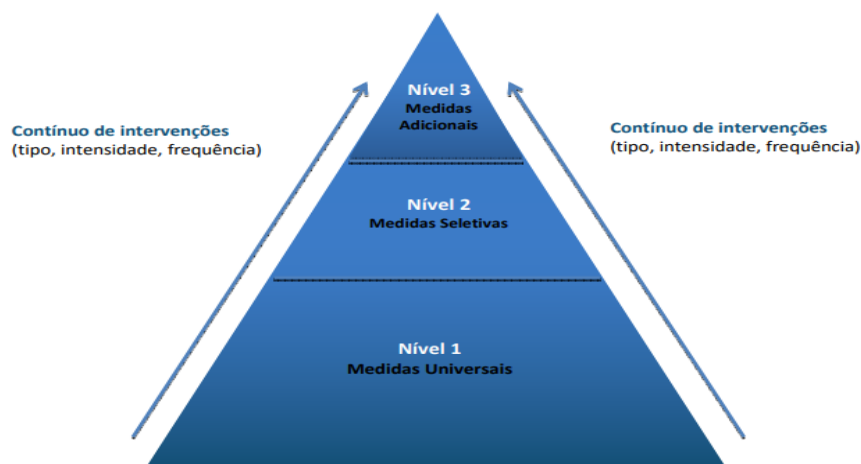 Nível 3
Medidas
Adicionais
Contínuo de intervenções
(tipo, intensidade, frequência)
Contínuo de intervenções
(tipo, intensidade, frequência)
Nível 2
Medidas Seletivas
Nível 1
Medidas Universais